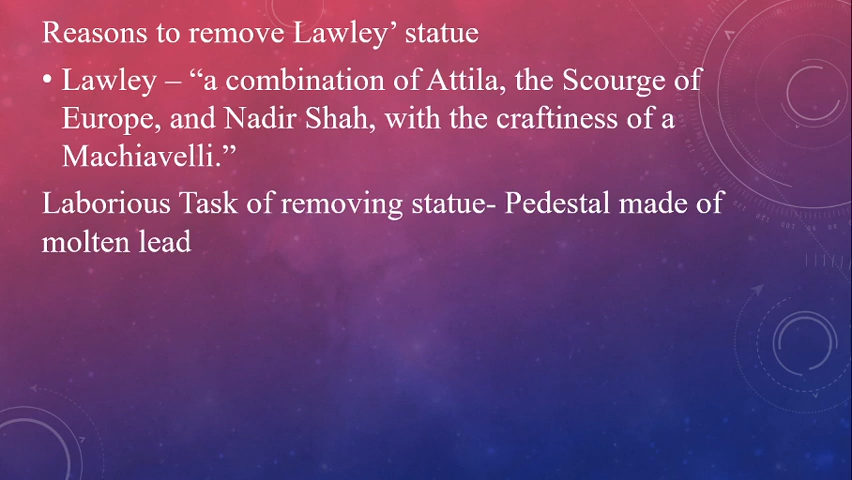 Reasons to remove Lawley’ statue
• Lawley – “a combination of Attila, the Scourge of
Europe, and Nadir Shah, with the craftiness of a
Machiavelli.”
Laborious Task of removing statue- Pedestal made of
molten lead